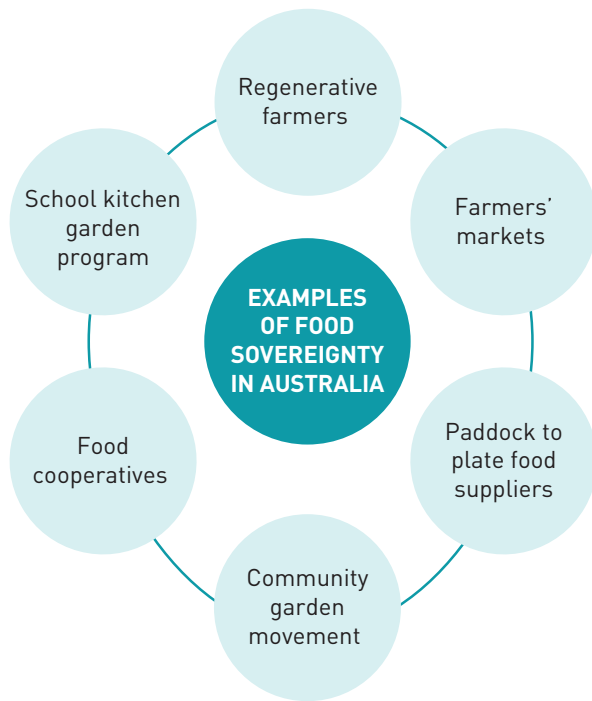 Regenerative
farmers
Farmers’
markets
Paddock to
plate food
suppliers
Community
garden
movement
Food
cooperatives
School kitchen
garden
program
EXAMPLES
OF FOOD
SOVEREIGNTY
IN AUSTRALIA